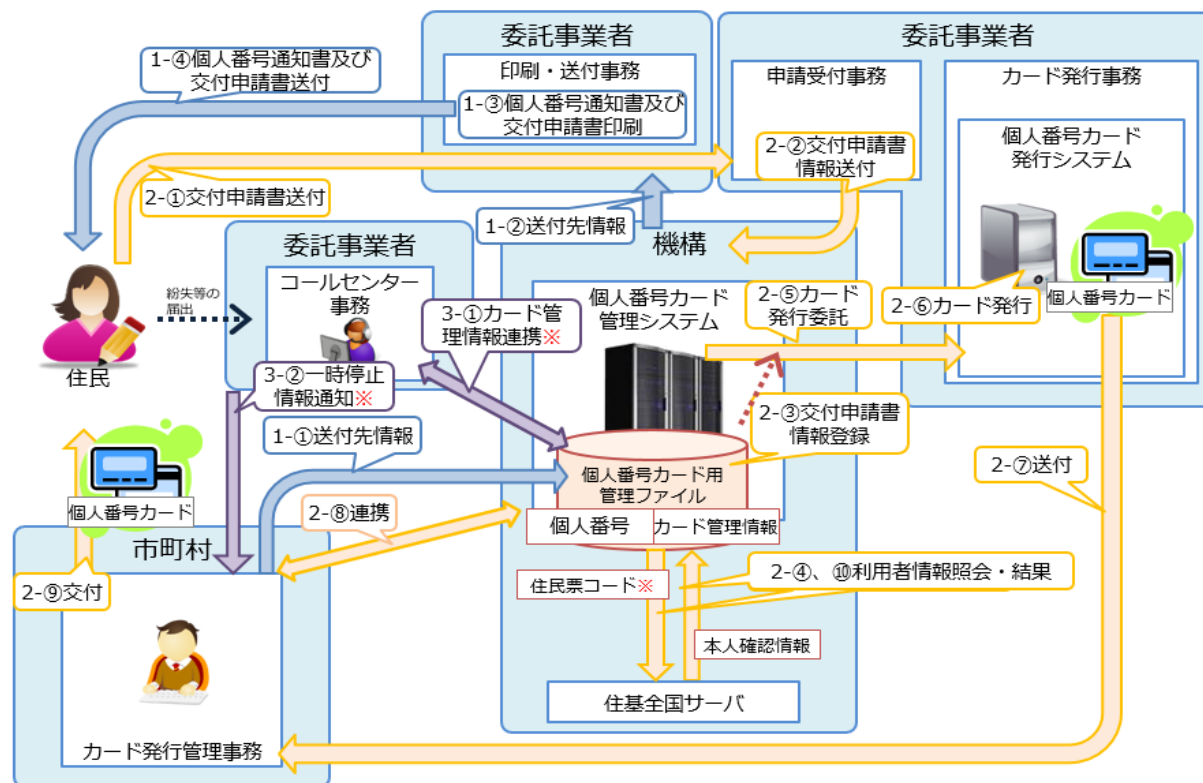 委託事業者
印刷・送付事務
1-③個人番号通知書及び
交付申請書印刷
1-④個人番号通知書及び
交付申請書送付
委託事業者
申請受付事務
カード発行事務
個人番号カード
発行システム
2-②交付申請書
情報送付
2-①交付申請書送付
1-②送付先情報
機構
委託事業者
コールセンター
事務
紛失等の
届出
住民
3-①カード管
理情報連携※
個人番号カード
管理システム
2-⑤カード
発行委託
2-⑥カード発行
個人番号カード
3-②一時停止
情報通知※
1-①送付先情報
2-③交付申請書
情報登録
個人番号カード用
管理ファイル
個人番号
カード管理情報
2-⑦送付
個人番号カード
2-⑧連携
市町村
2-⑨交付
住民票コード※
2-④、⑩利用者情報照会・結果
本人確認情報
住基全国サーバ
カード発行管理事務